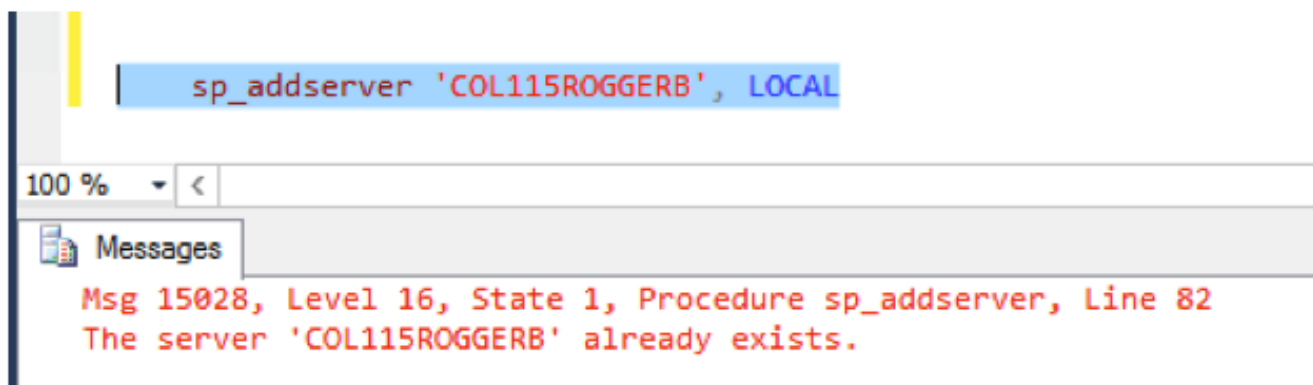 sp_addserver 'COL115ROGGERB', LOCAL
100 %
Messages
Msg 15028, Level 16, State 1, Procedure sp_addserver, Line 82
The server 'COL115ROGGERB' already exists.